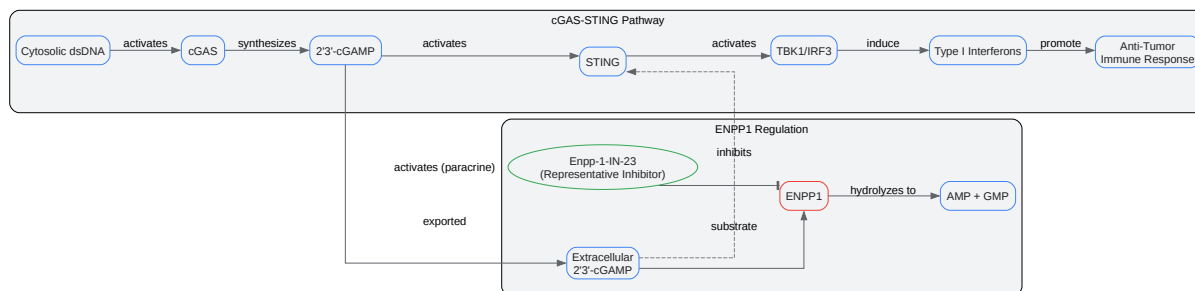 cGAS-STING Pathway
Cytosolic dsDNA
activates
cGAS
synthesizes
2'3'-cGAMP
activates
STING
activates
TBK1/IRF3
induce
Type I Interferons
promote
Anti-Tumor
Immune Response
ENPP1 Regulation
activates (paracrine)
Enpp-1-IN-23
(Representative Inhibitor)
inhibits
ENPP1
hydrolyzes to
AMP + GMP
exported
substrate
Extracellular
2'3'-cGAMP